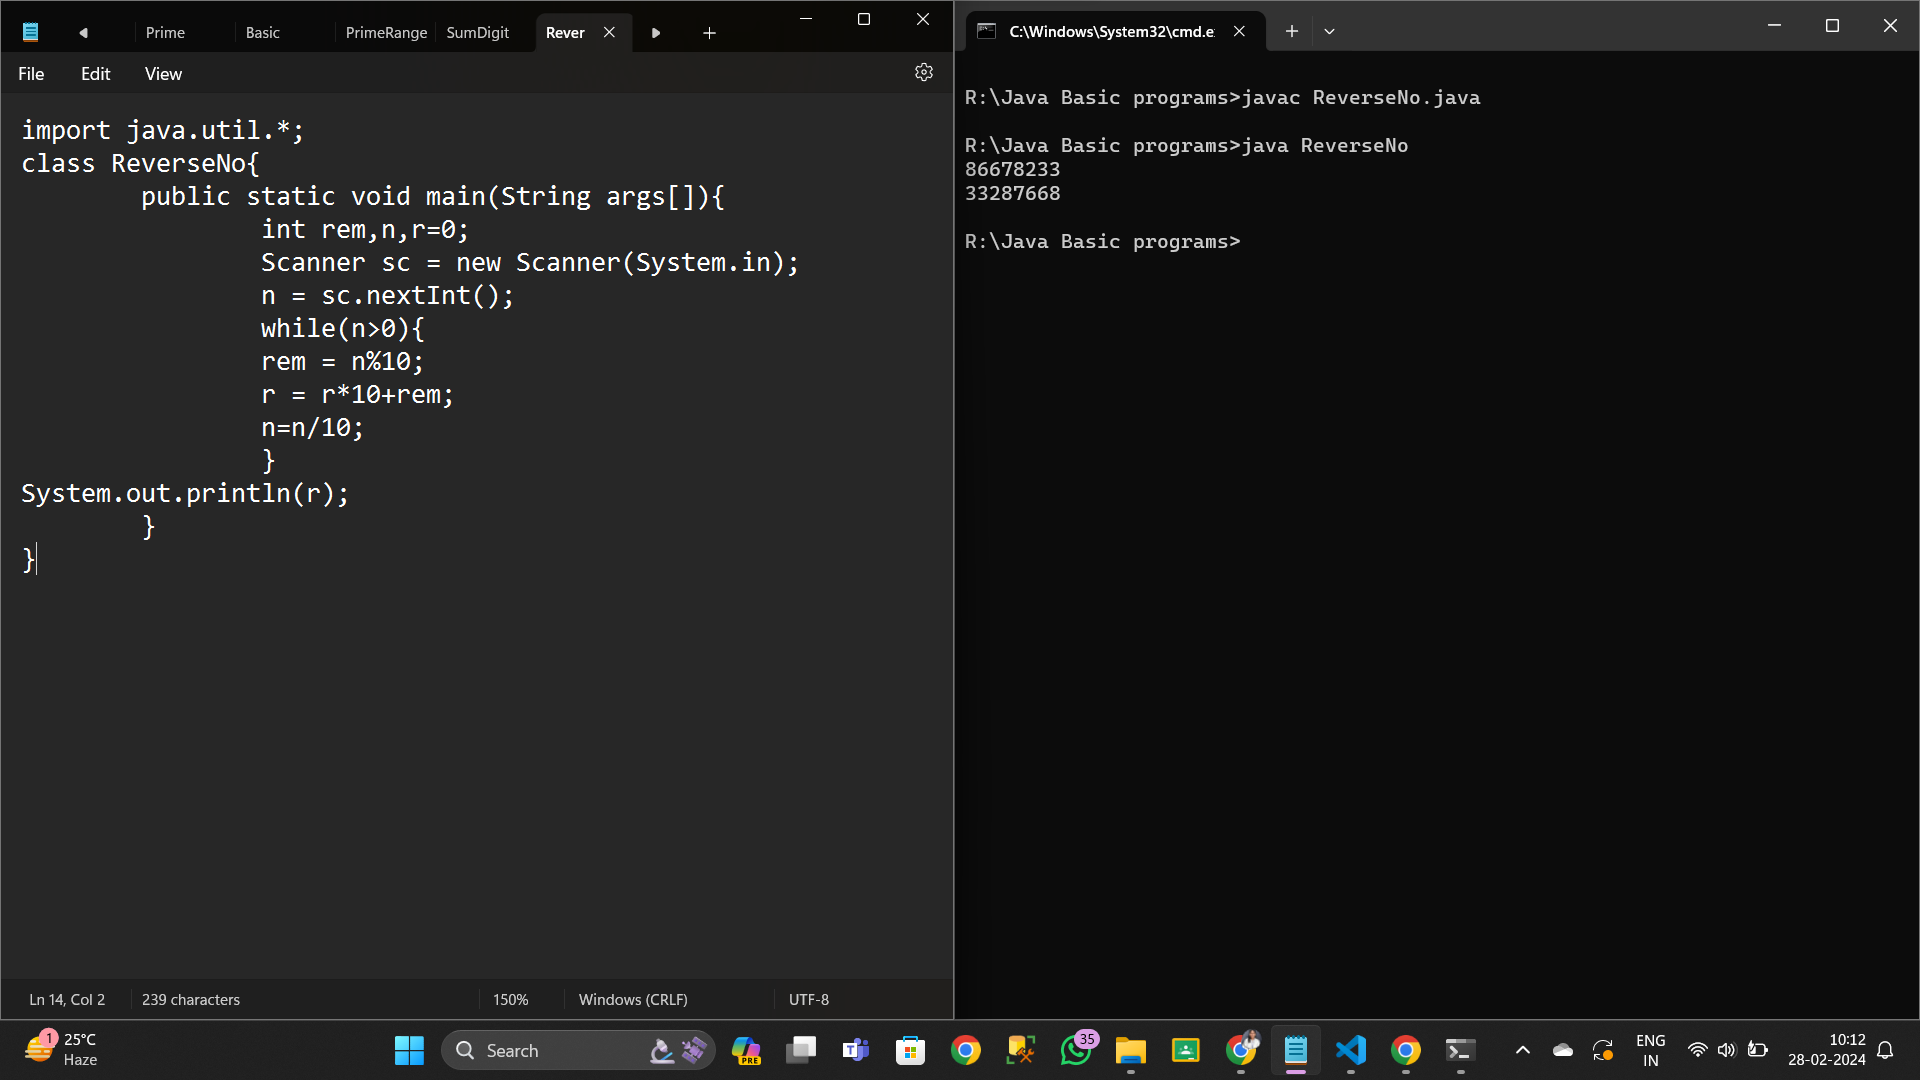 Prime
Basic
PrimeRange
SumDigit
Rever
File
Edit
View
import java.util.*;
class ReverseNo{
public static void main(String args[]){
int rem,n,r=0;
Scanner sc = new Scanner(System.in);
n = sc.nextInt();
while(n>0){
rem = n%10;
r = r*10+rem;
n=n/10;
}
System.out.println(r);
}
}
Ln 14, Col 2
239 characters
150%
Windows (CRLF)
UTF-8
C:\Windows\System32\cmd.e
R:\Java Basic programs>javac ReverseNo.java
R:\Java Basic programs>java ReverseNo
86678233
33287668
R:\Java Basic programs>
1
25°C
Haze
Search
PRE
35
ENG
IN
10:12
28-02-2024